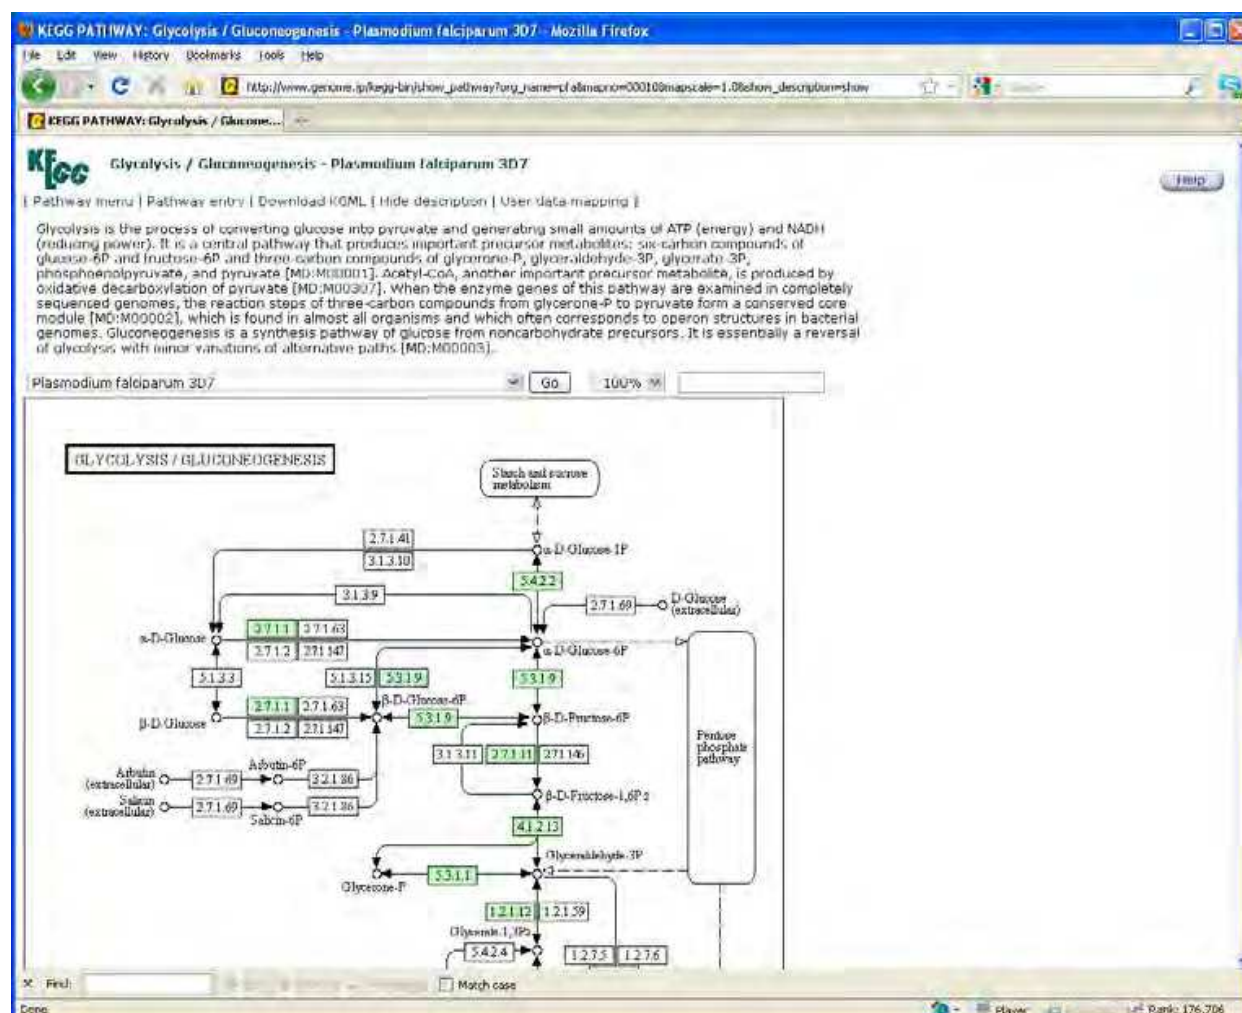 KEGG PATHWAY: Glycolysis / Gluconeogenesis - Plasmodium falciparum 3D7 - Mozilla Firefox
File Edit View History Bookmarks Tools Help
http://www.genome.jp/kegg-bin/show_pathway?org_name=pfa&mapno=00010&mapscale=1.0&show_description=show
KEGG PATHWAY: Glycolysis / Glucone...
KEGG
Glycolysis / Gluconeogenesis - Plasmodium falciparum 3D7
Help
[ Pathway menu | Pathway entry | Download KGML | Hide description | User data mapping ]
Glycolysis is the process of converting glucose into pyruvate and generating small amounts of ATP (energy) and NADH
(reducing power). It is a central pathway that produces important precursor metabolites: six-carbon compounds of
glucose-6P and fructose-6P and three-carbon compounds of glycerone-P, glyceraldehyde-3P, glycerate-3P,
phosphoenolpyruvate, and pyruvate [MD:M00001]. Acetyl-CoA, another important precursor metabolite, is produced by
oxidative decarboxylation of pyruvate [MD:M00307]. When the enzyme genes of this pathway are examined in completely
sequenced genomes, the reaction steps of three-carbon compounds from glycerone-P to pyruvate form a conserved core
module [MD:M00002], which is found in almost all organisms and which often corresponds to operon structures in bacterial
genomes. Gluconeogenesis is a synthesis pathway of glucose from noncarbohydrate precursors. It is essentially a reversal
of glycolysis with minor variations of alternative paths [MD:M00003].
Plasmodium falciparum 3D7
Go
100%
GLYCOLYSIS / GLUCONEOGENESIS
Starch and sucrose
metabolism
2.7.1.41
3.1.3.10
α-D-Glucose-1P
5.4.2.2
3.1.3.9
2.7.1.69
D-Glucose
(extracellular)
α-D-Glucose
2.7.1.1 2.7.1.63
2.7.1.2 2.7.1.147
α-D-Glucose-6P
5.1.3.3
5.1.3.15 5.3.1.9
5.3.1.9
β-D-Glucose
2.7.1.1 2.7.1.63
2.7.1.2 2.7.1.147
β-D-Glucose-6P
5.3.1.9
β-D-Fructose-6P
Pentose
phosphate
pathway
3.1.3.11 2.7.1.11 2.7.1.146
Arbutin
(extracellular)
2.7.1.69
Arbutin-6P
3.2.1.86
Salicin
(extracellular)
2.7.1.69
Salicin-6P
3.2.1.86
β-D-Fructose-1,6P2
4.1.2.13
Glyceraldehyde-3P
Glycerone-P
5.3.1.1
1.2.1.12 1.2.1.59
Glycerate-1,3P2
5.4.2.4
1.2.7.5 1.2.7.6
× Find:
Match case
Done
Player
Rank: 176,706